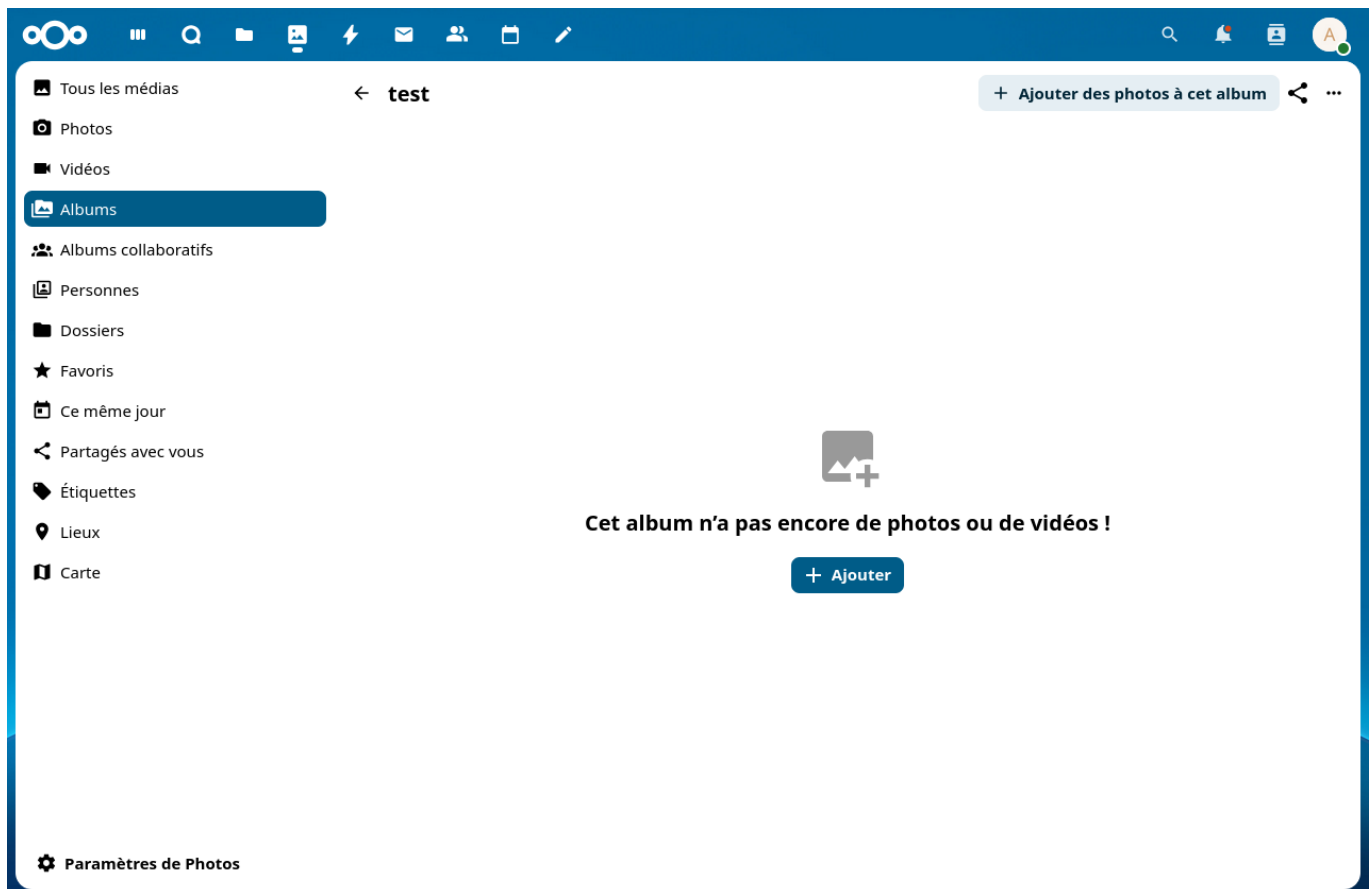 A
Tous les médias
Photos
Vidéos
Albums
Albums collaboratifs
Personnes
Dossiers
Favoris
Ce même jour
Partagés avec vous
Étiquettes
Lieux
Carte
Paramètres de Photos
test
Ajouter des photos à cet album
Cet album n’a pas encore de photos ou de vidéos !
Ajouter